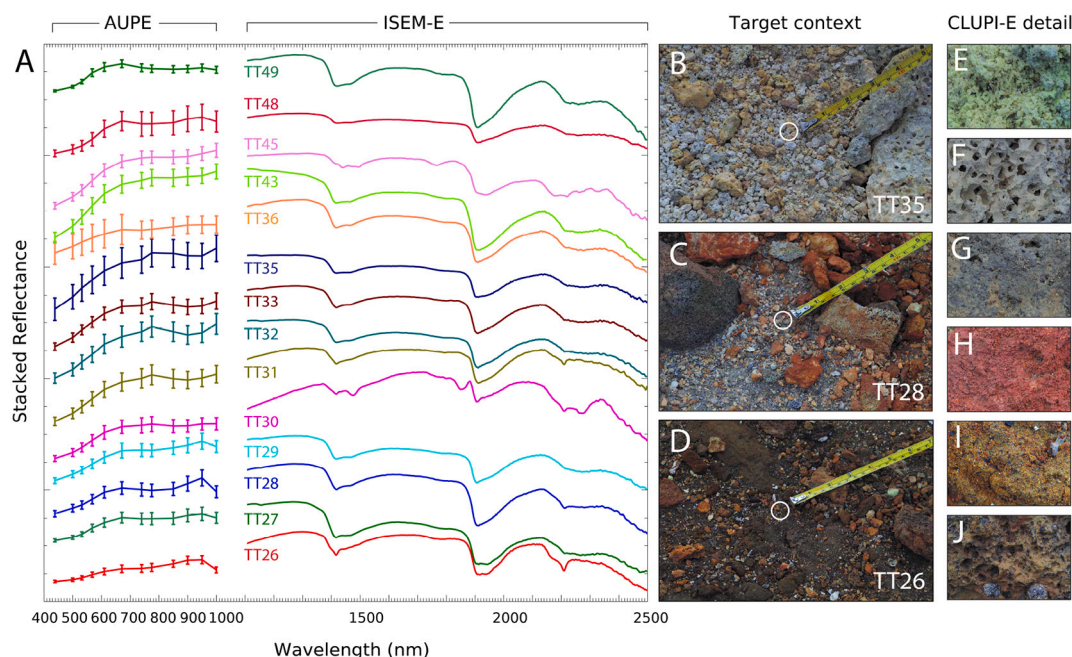 AUPE ISEM-E Target context CLUPI-E detail
A
TT49
TT48
TT45
TT43
TT36
TT35
TT33
TT32
TT31
TT30
TT29
TT28
TT27
TT26
Stacked Reflectance
400 500 600 700 800 900 1000 1500 2000 2500
Wavelength (nm)
B
TT35
C
TT28
D
TT26
E
F
G
H
I
J